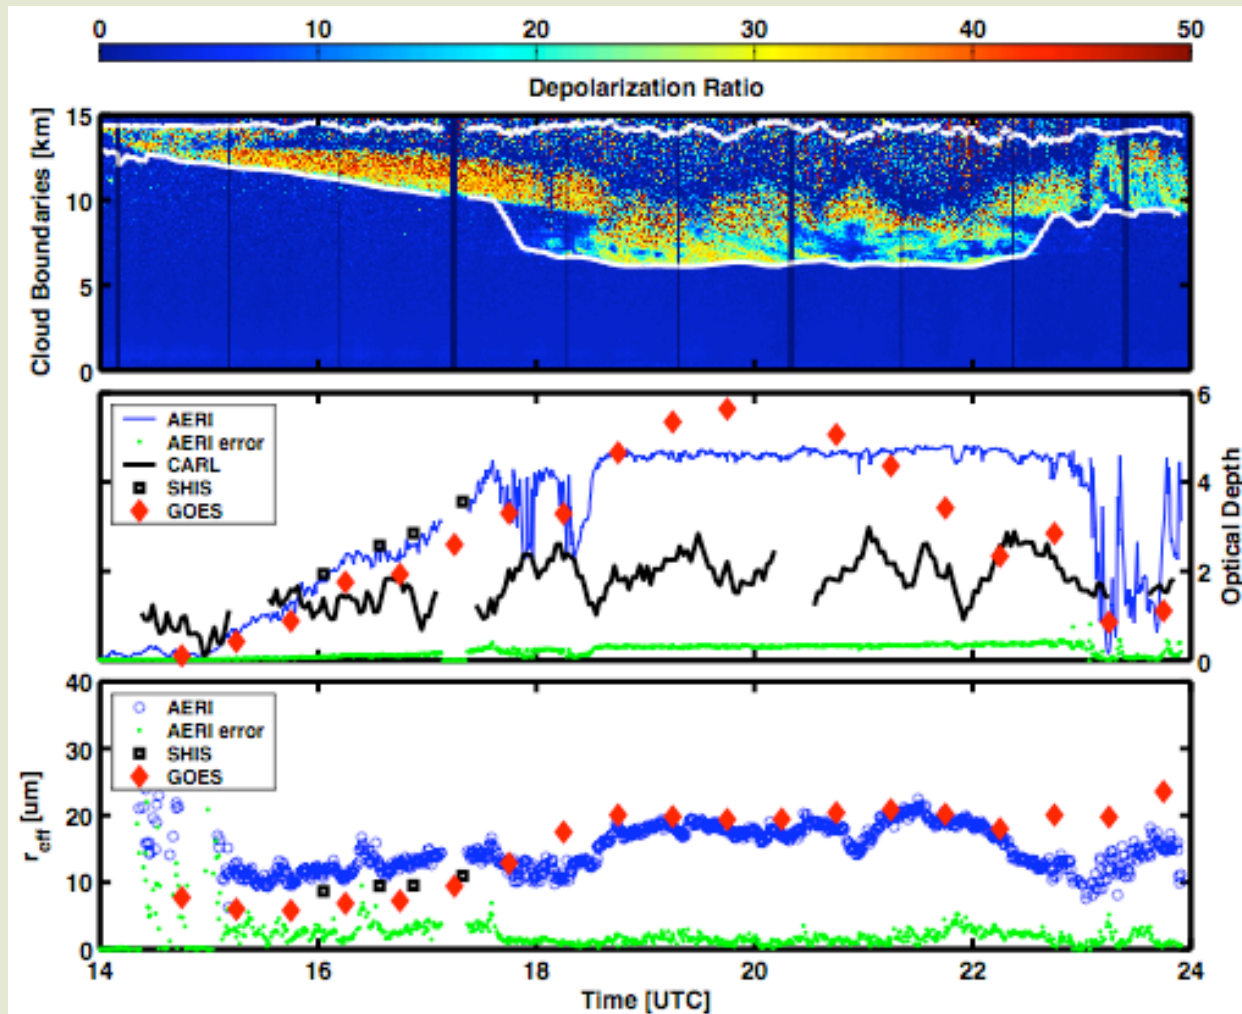 0 10 20 30 40 50
Depolarization Ratio
Cloud Boundaries [km]
15
10
5
0
AERI
AERI error
CARL
SHIS
GOES
6
4
2
0
Optical Depth
40
30
20
10
0
r_eff [um]
AERI
AERI error
SHIS
GOES
14 16 18 20 22 24
Time [UTC]